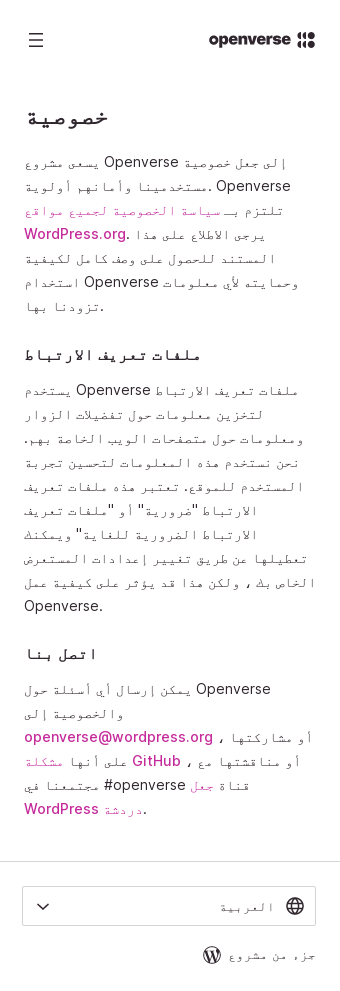 openverse
خصوصية
يسعى مشروع Openverse إلى جعل خصوصية
مستخدمينا وأمانهم أولوية. Openverse
تلتزم بـ سياسة الخصوصية لجميع مواقع
WordPress.org. يرجى الاطلاع على هذا
المستند للحصول على وصف كامل لكيفية
استخدام Openverse وحمايته لأي معلومات
تزودنا بها.
ملفات تعريف الارتباط
يستخدم Openverse ملفات تعريف الارتباط
لتخزين معلومات حول تفضيلات الزوار
ومعلومات حول متصفحات الويب الخاصة بهم.
نحن نستخدم هذه المعلومات لتحسين تجربة
المستخدم للموقع. تعتبر هذه ملفات تعريف
الارتباط "ضرورية" أو "ملفات تعريف
الارتباط الضرورية للغاية" ويمكنك
تعطيلها عن طريق تغيير إعدادات المستعرض
الخاص بك ، ولكن هذا قد يؤثر على كيفية عمل
Openverse.
اتصل بنا
يمكن إرسال أي أسئلة حول Openverse
والخصوصية إلى
openverse@wordpress.org ، أو مشاركتها
على أنها مشكلة GitHub ، أو مناقشتها مع
مجتمعنا في #openverse قناة جعل
WordPress دردشة.
العربية
جزء من مشروع